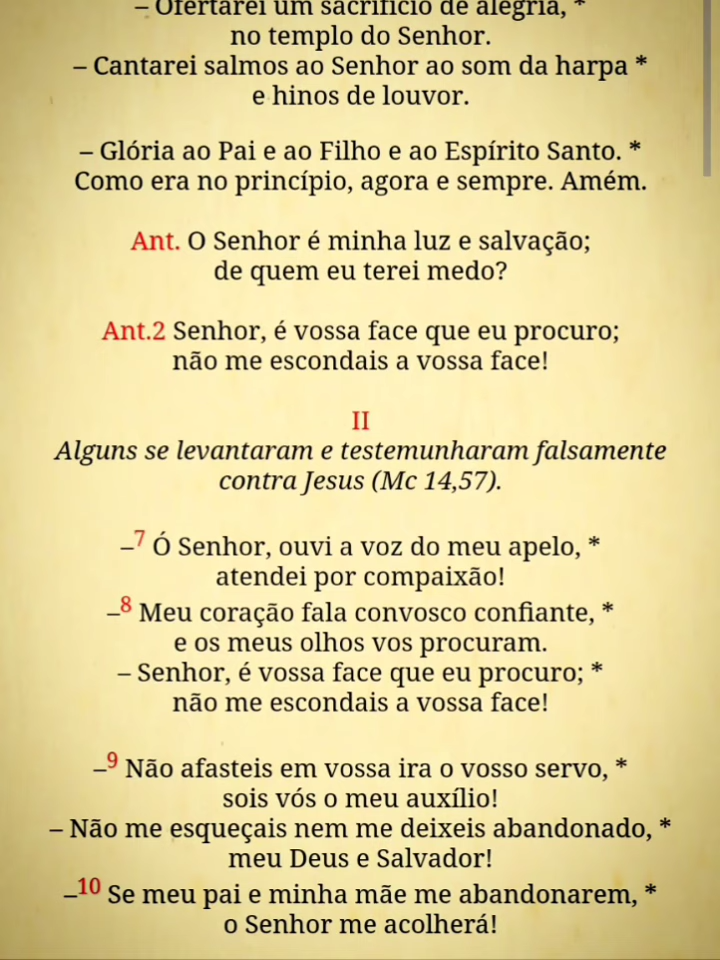 – Ofertarei um sacrifício de alegria, *
no templo do Senhor.
– Cantarei salmos ao Senhor ao som da harpa *
e hinos de louvor.
– Glória ao Pai e ao Filho e ao Espírito Santo. *
Como era no princípio, agora e sempre. Amém.
Ant. O Senhor é minha luz e salvação;
de quem eu terei medo?
Ant.2 Senhor, é vossa face que eu procuro;
não me escondais a vossa face!
II
Alguns se levantaram e testemunharam falsamente
contra Jesus (Mc 14,57).
–7 Ó Senhor, ouvi a voz do meu apelo, *
atendei por compaixão!
–8 Meu coração fala convosco confiante, *
e os meus olhos vos procuram.
– Senhor, é vossa face que eu procuro; *
não me escondais a vossa face!
–9 Não afasteis em vossa ira o vosso servo, *
sois vós o meu auxílio!
– Não me esqueçais nem me deixeis abandonado, *
meu Deus e Salvador!
–10 Se meu pai e minha mãe me abandonarem, *
o Senhor me acolherá!